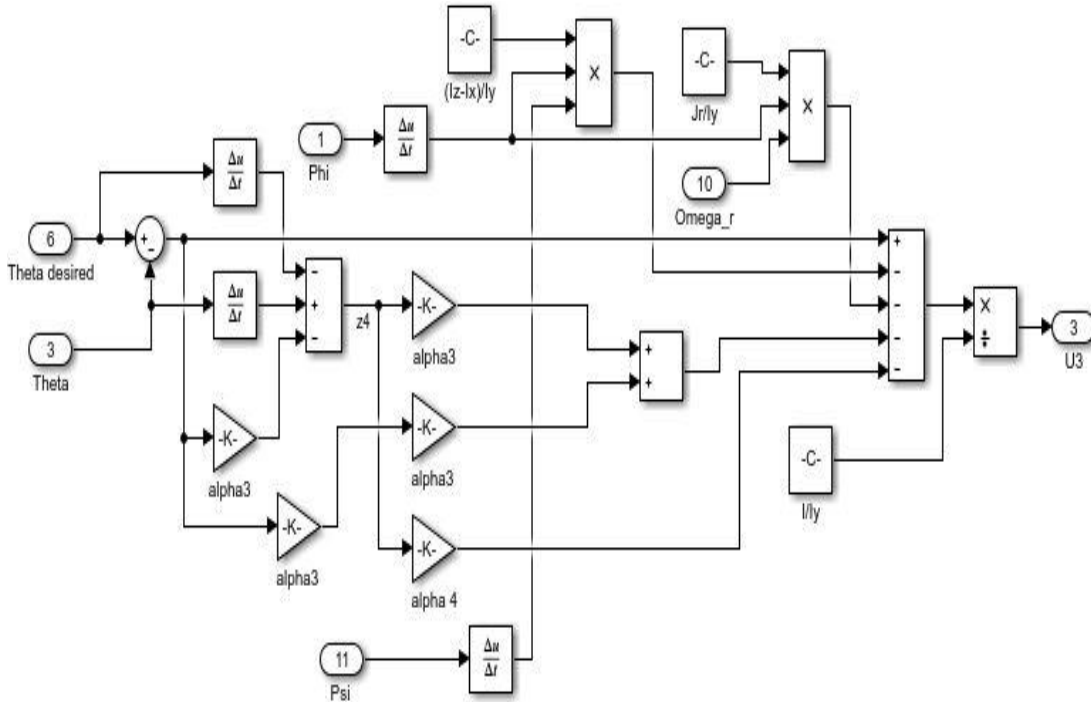 -C-
(Iz-Ix)/Iy
X
-C-
Jr/Iy
X
1
Phi
Δu
Δt
Δu
Δt
10
Omega_r
6
Theta desired
+
-
+
-
-
-
-
-
+
-
Δu
Δt
z4
-K-
alpha3
3
Theta
+
+
X
÷
3
U3
-K-
alpha3
-K-
alpha3
-C-
I/Iy
-K-
alpha3
-K-
alpha 4
11
Psi
Δu
Δt